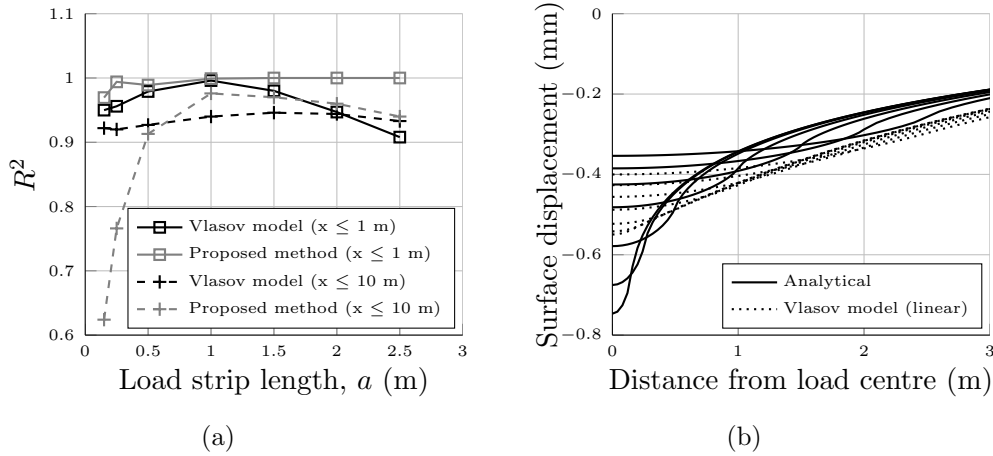 1.1
1
0.9
0.8
0.7
0.6
R²
0
0.5
1
1.5
2
2.5
3
Load strip length, a (m)
Vlasov model (x ≤ 1 m)
Proposed method (x ≤ 1 m)
Vlasov model (x ≤ 10 m)
Proposed method (x ≤ 10 m)
(a)
0
−0.2
−0.4
−0.6
−0.8
Surface displacement (mm)
0
1
2
3
Distance from load centre (m)
Analytical
Vlasov model (linear)
(b)